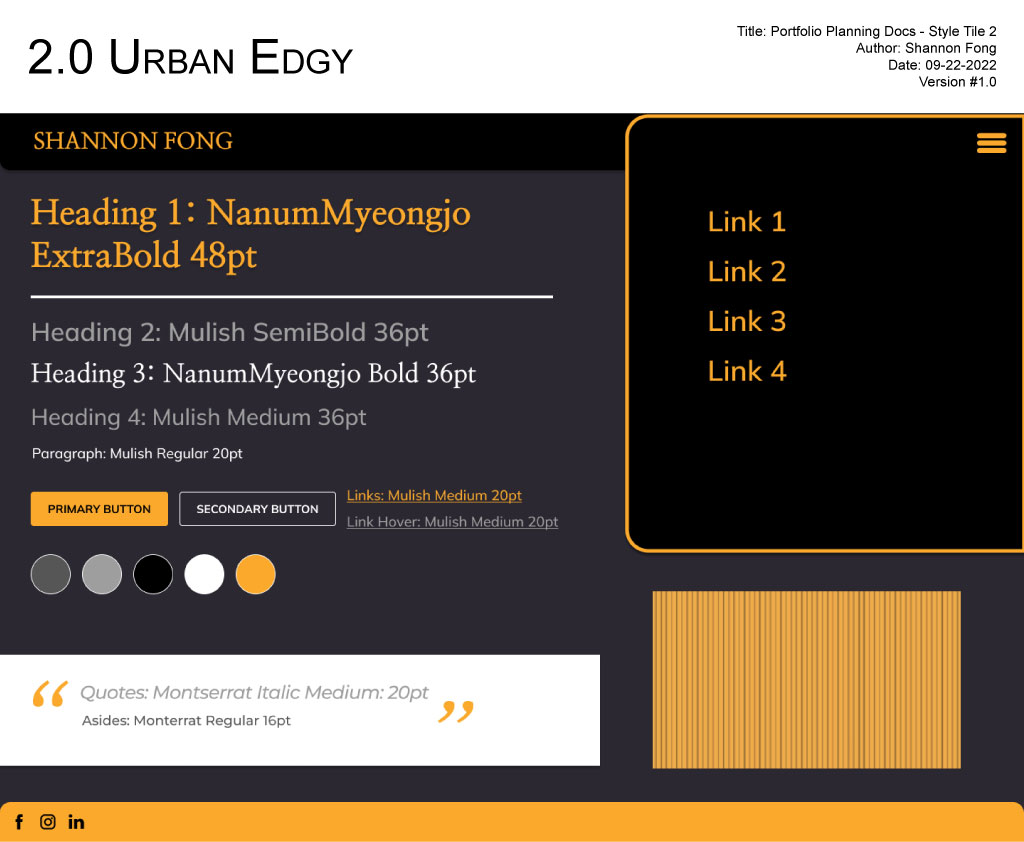 2.0 Urban Edgy
Title: Portfolio Planning Docs - Style Tile 2
Author: Shannon Fong
Date: 09-22-2022
Version #1.0
SHANNON FONG
Heading 1: NanumMyeongjo
ExtraBold 48pt
Heading 2: Mulish SemiBold 36pt
Heading 3: NanumMyeongjo Bold 36pt
Heading 4: Mulish Medium 36pt
Paragraph: Mulish Regular 20pt
PRIMARY BUTTON
SECONDARY BUTTON
Links: Mulish Medium 20pt
Link Hover: Mulish Medium 20pt
Link 1
Link 2
Link 3
Link 4
“ Quotes: Montserrat Italic Medium: 20pt
Asides: Monterrat Regular 16pt ”
f in